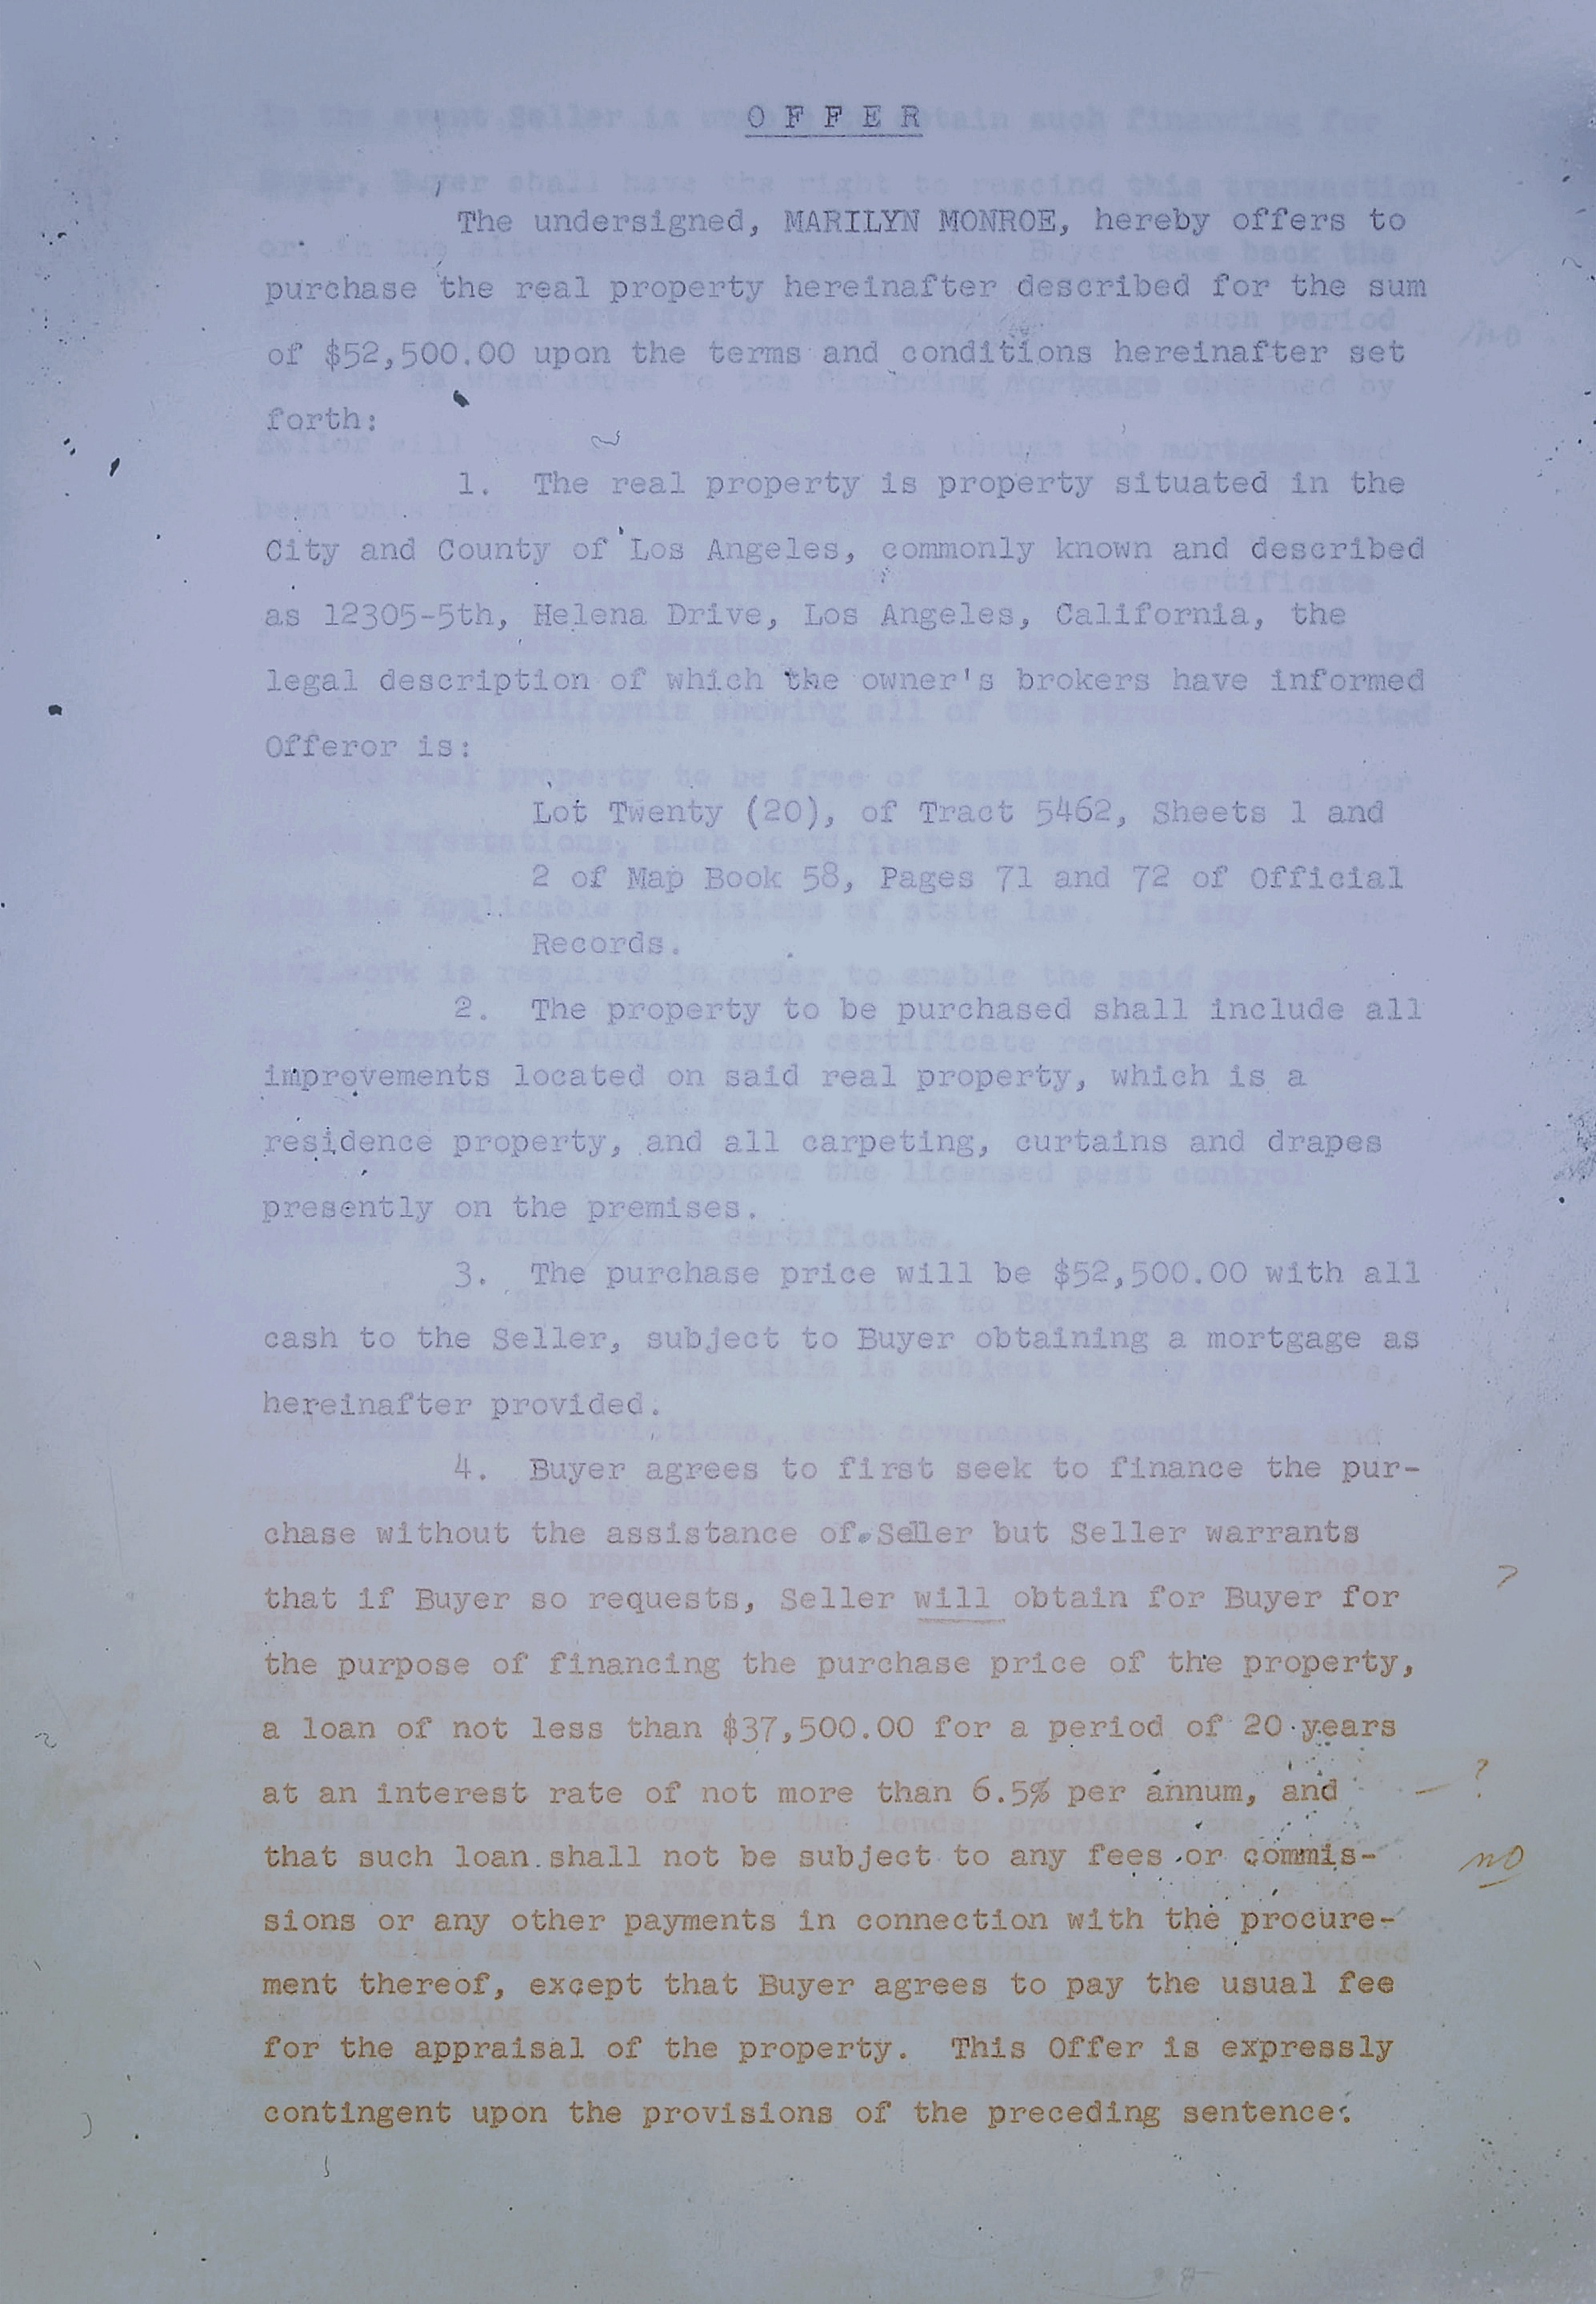 O F F E R
The undersigned, MARILYN MONROE, hereby offers to
purchase the real property hereinafter described for the sum
of $52,500.00 upon the terms and conditions hereinafter set
forth:
1. The real property is property situated in the
City and County of Los Angeles, commonly known and described
as 12305-5th, Helena Drive, Los Angeles, California, the
legal description of which the owner's brokers have informed
Offeror is:
Lot Twenty (20), of Tract 5462, Sheets 1 and
2 of Map Book 58, Pages 71 and 72 of Official
Records.
2. The property to be purchased shall include all
improvements located on said real property, which is a
residence property, and all carpeting, curtains and drapes
presently on the premises.
3. The purchase price will be $52,500.00 with all
cash to the Seller, subject to Buyer obtaining a mortgage as
hereinafter provided.
4. Buyer agrees to first seek to finance the pur-
chase without the assistance of Seller but Seller warrants
that if Buyer so requests, Seller will obtain for Buyer for
the purpose of financing the purchase price of the property,
a loan of not less than $37,500.00 for a period of 20 years
at an interest rate of not more than 6.5% per annum, and — ?
that such loan shall not be subject to any fees or commis- no
sions or any other payments in connection with the procure-
ment thereof, except that Buyer agrees to pay the usual fee
for the appraisal of the property. This Offer is expressly
contingent upon the provisions of the preceding sentence.